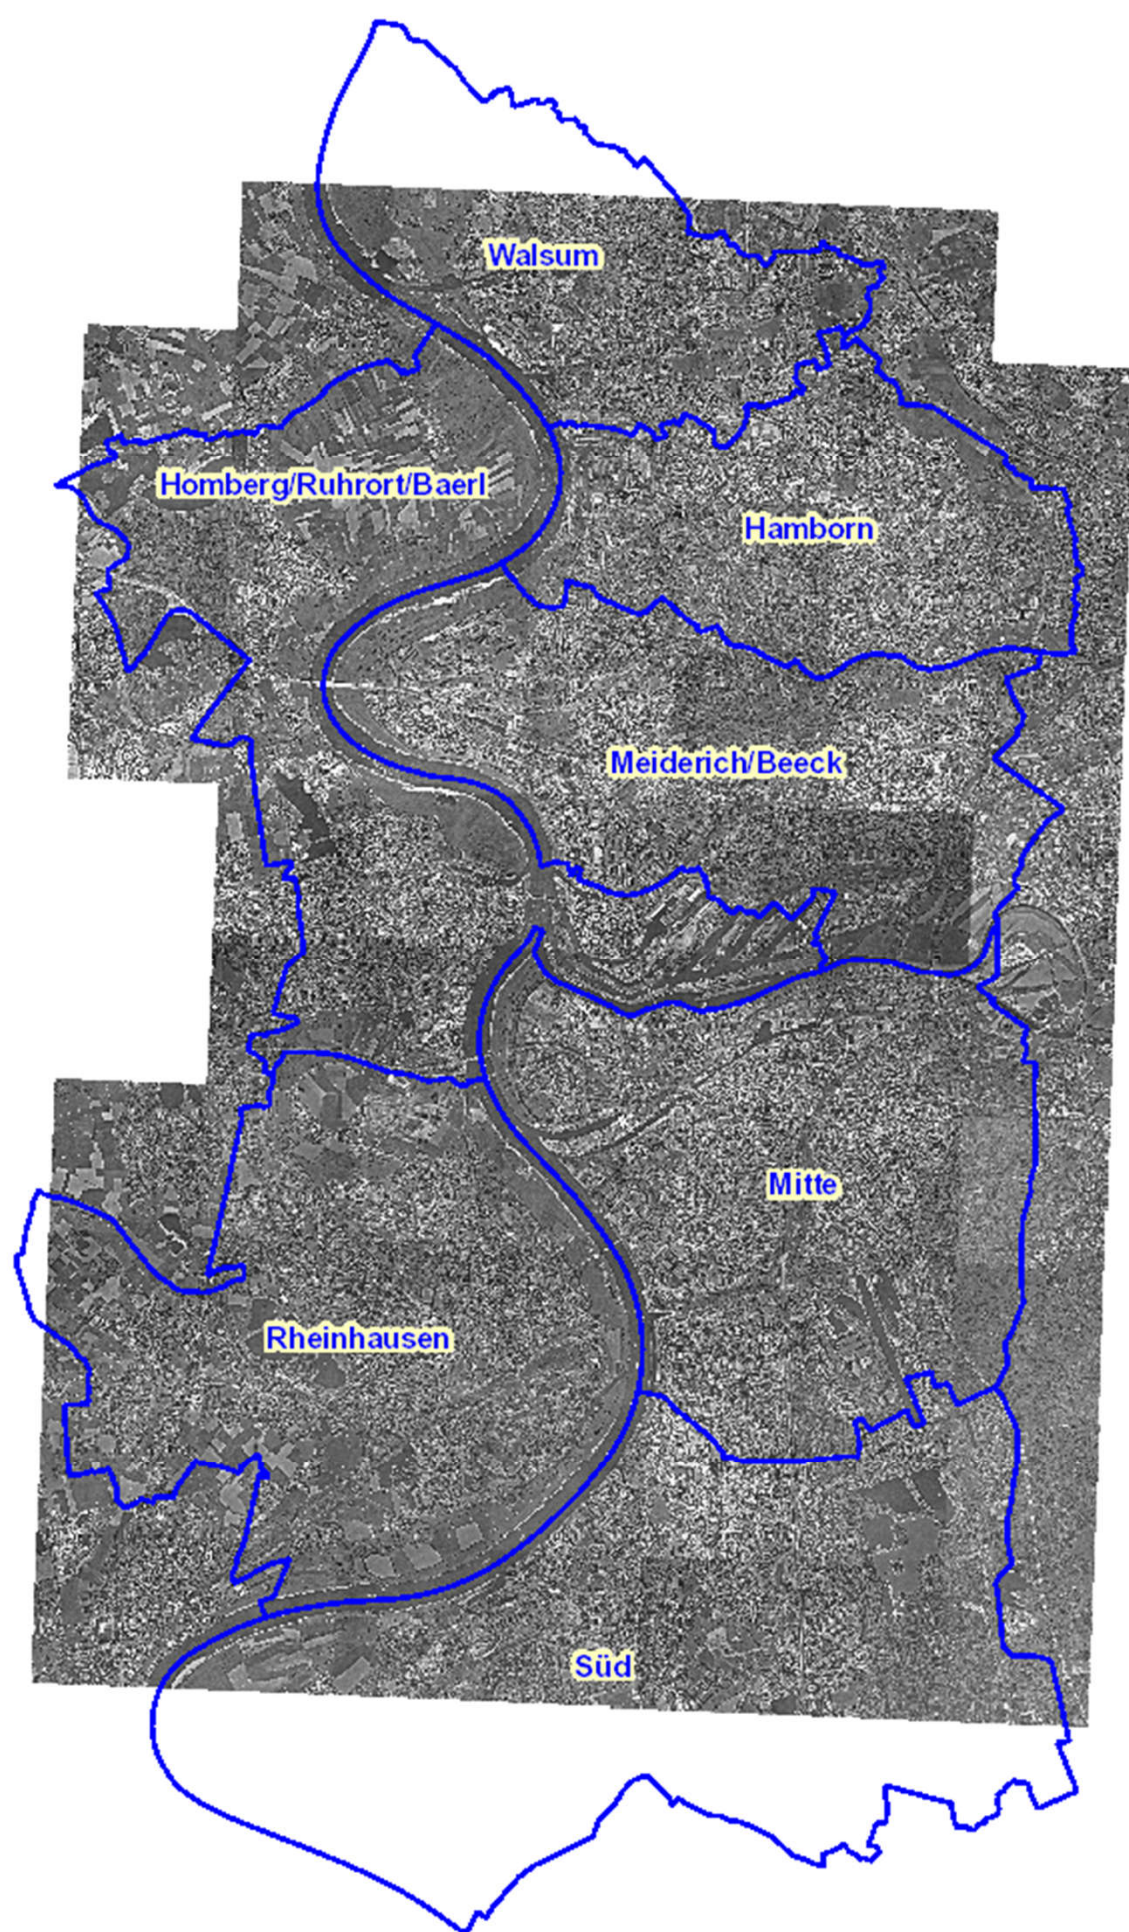 Walsum
Homberg/Ruhrort/Baerl
Hamborn
Meiderich/Beeck
Mitte
Rheinhausen
Süd